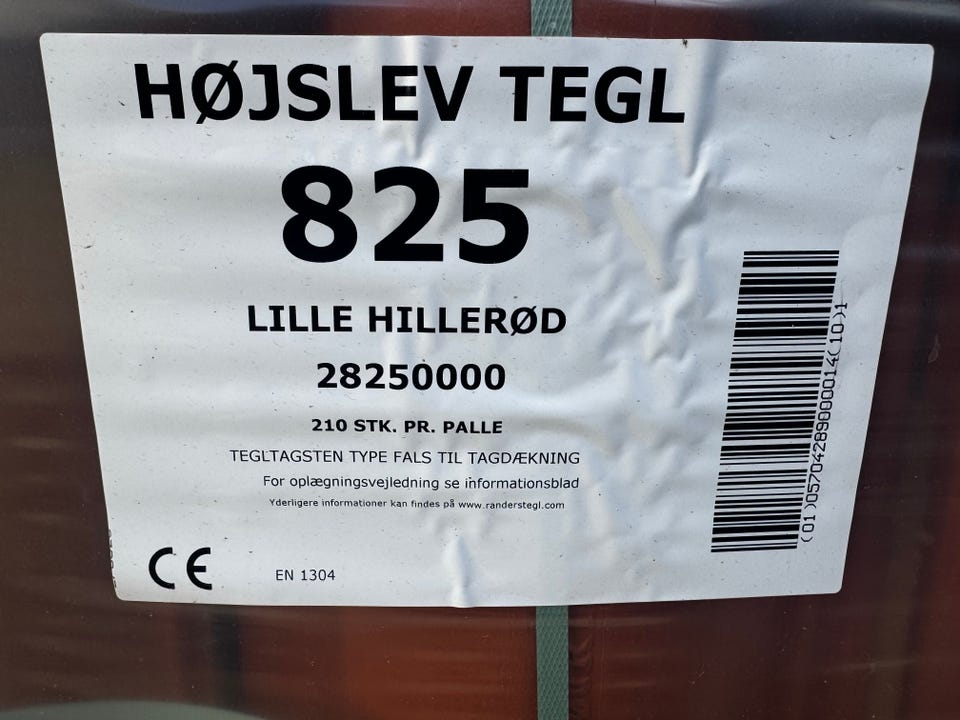 HØJSLEV TEGL
825
LILLE HILLERØD
28250000
210 STK. PR. PALLE
TEGLTAGSTEN TYPE FALS TIL TAGDÆKNING
For oplægningsvejledning se informationsblad
Yderligere informationer kan findes på www.randerstegl.com
CE
EN 1304
(01)05704289000014(10)1